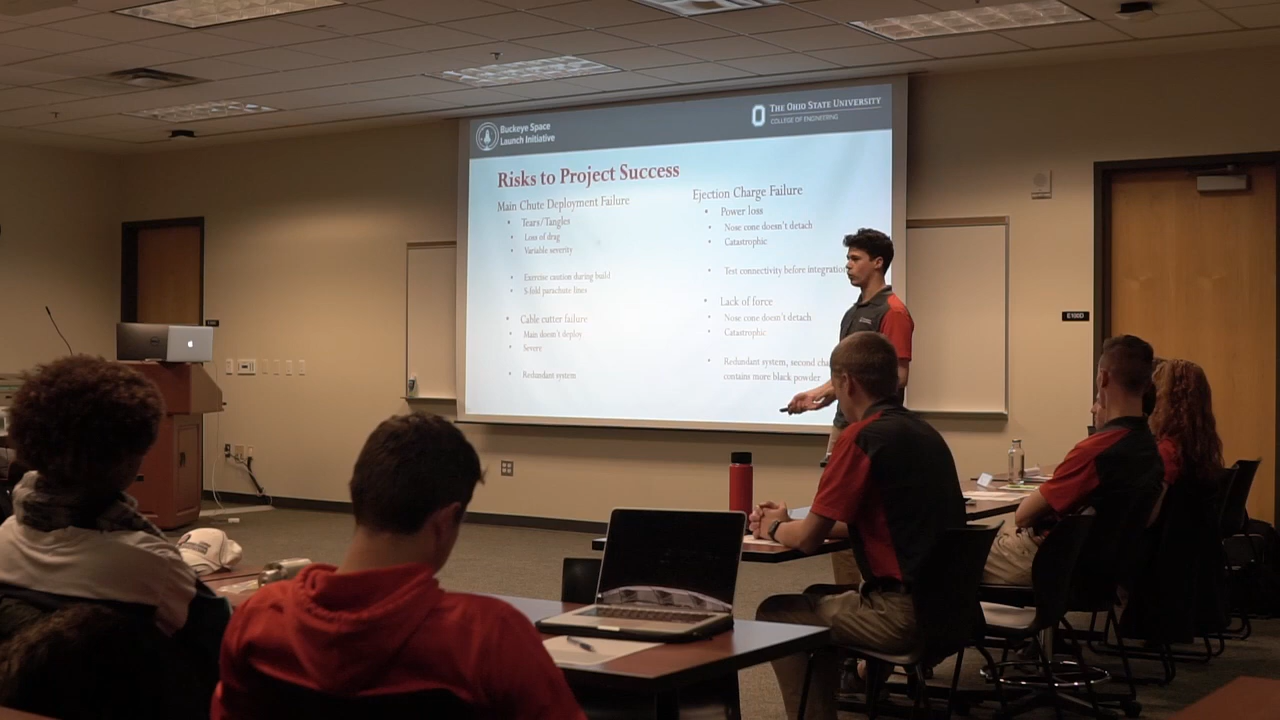 Buckeye Space
Launch Initiative
THE OHIO STATE UNIVERSITY
COLLEGE OF ENGINEERING
Risks to Project Success
Main Chute Deployment Failure
Tears/Tangles
Loss of drag
Variable severity
Exercise caution during build
S-fold parachute lines
Cable cutter failure
Main doesn't deploy
Severe
Redundant system
Ejection Charge Failure
Power loss
Nose cone doesn't detach
Catastrophic
Test connectivity before integration
Lack of force
Nose cone doesn't detach
Catastrophic
Redundant system, second cha
contains more black powder
E100D